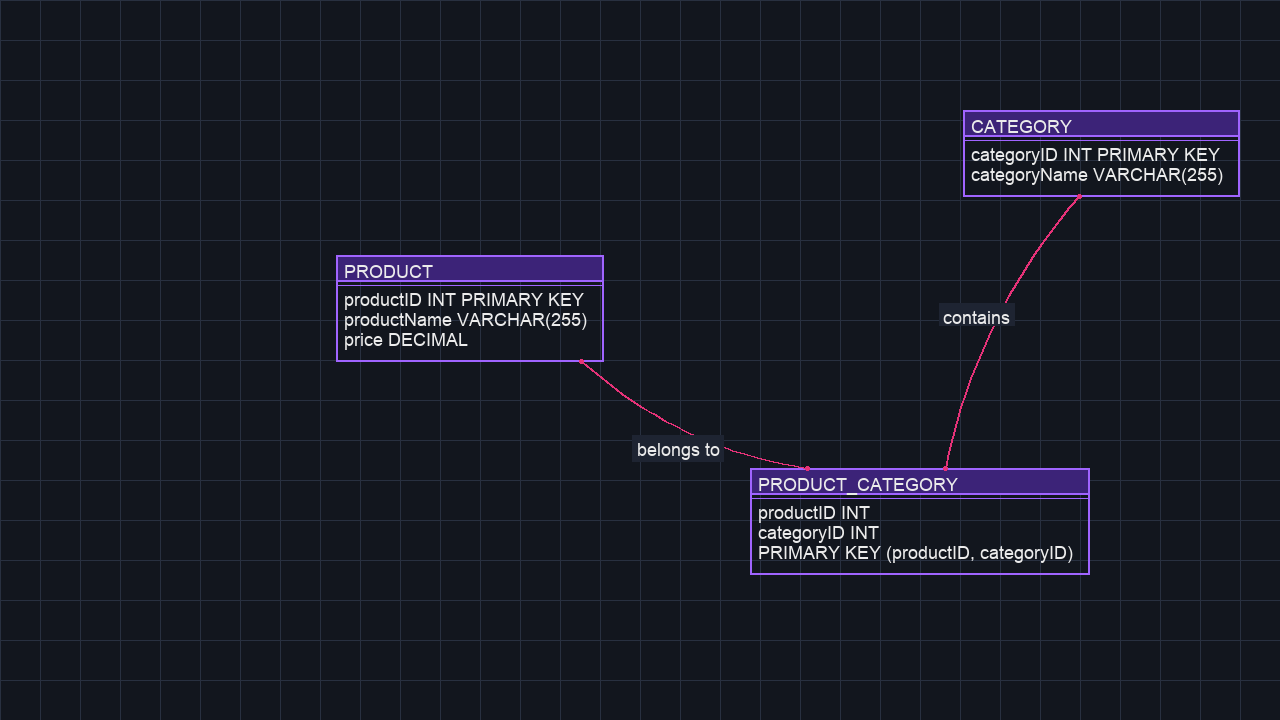 CATEGORY
categoryID INT PRIMARY KEY
categoryName VARCHAR(255)
PRODUCT
productID INT PRIMARY KEY
productName VARCHAR(255)
price DECIMAL
contains
belongs to
PRODUCT_CATEGORY
productID INT
categoryID INT
PRIMARY KEY (productID, categoryID)